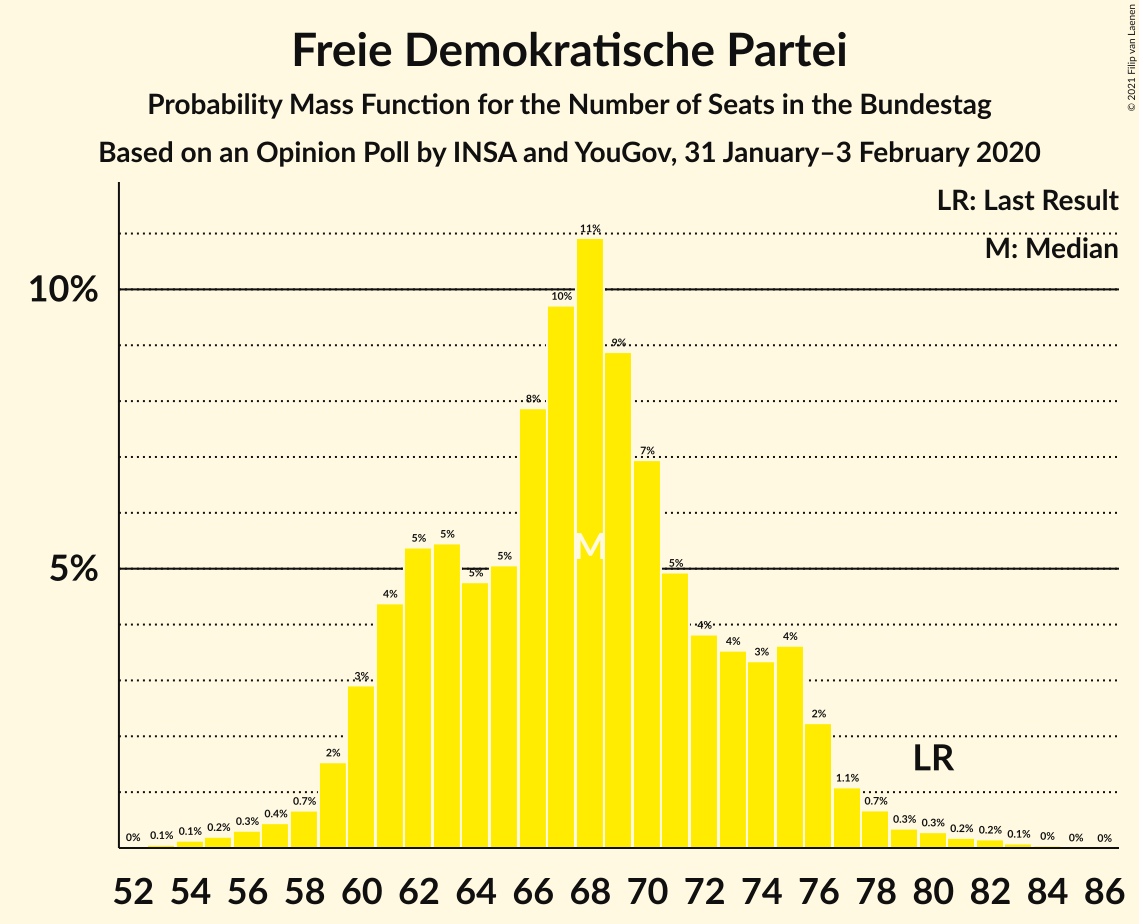 Freie Demokratische Partei
Probability Mass Function for the Number of Seats in the Bundestag
Based on an Opinion Poll by INSA and YouGov, 31 January–3 February 2020
© 2021 Filip van Laenen
LR: Last Result
M: Median
10%
5%
0% 0.1% 0.1% 0.2% 0.3% 0.4% 0.7% 2% 3% 4% 5% 5% 5% 5% 8% 10% 11% 9% 7% 5% 4% 4% 3% 4% 2% 1.1% 0.7% 0.3% 0.3% 0.2% 0.2% 0.1% 0% 0% 0%
M
LR
52 54 56 58 60 62 64 66 68 70 72 74 76 78 80 82 84 86